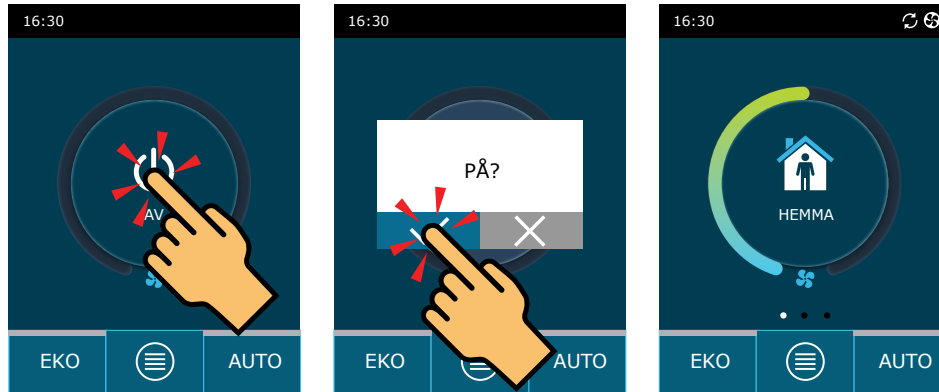 16:30
AV
EKO
AUTO
16:30
PÅ?
EKO
AUTO
16:30
HEMMA
EKO
AUTO